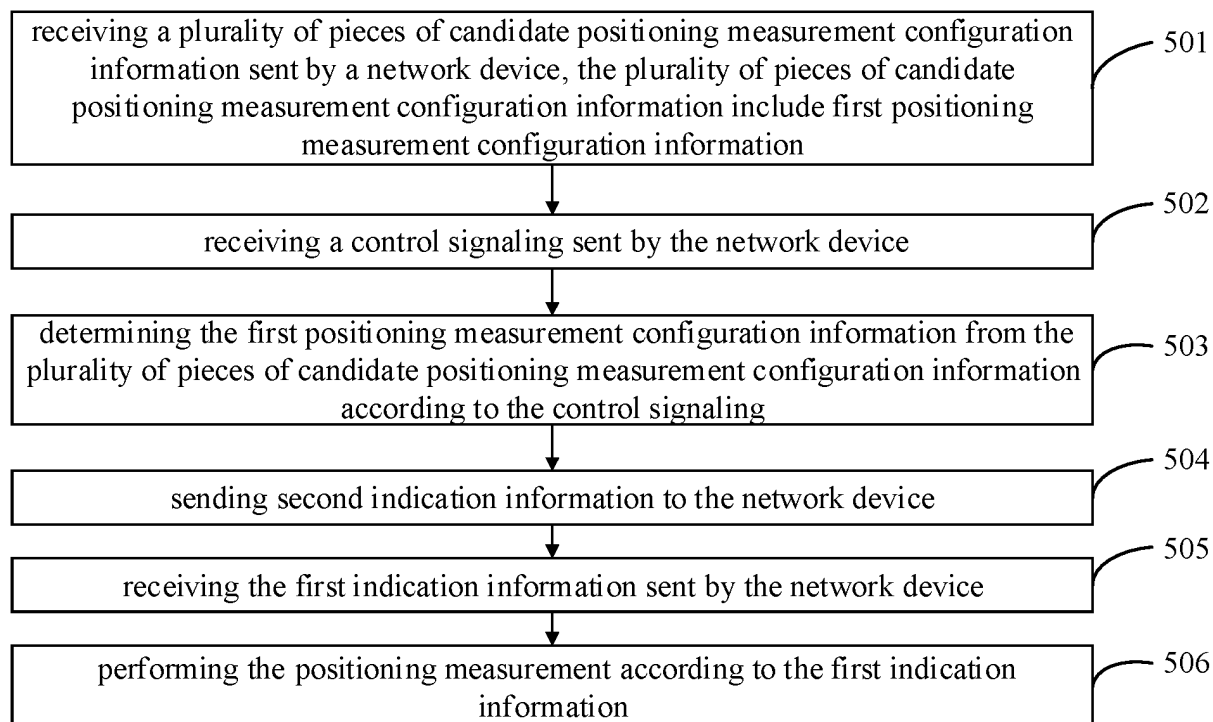 receiving a plurality of pieces of candidate positioning measurement configuration
information sent by a network device, the plurality of pieces of candidate
positioning measurement configuration information include first positioning
measurement configuration information
501
receiving a control signaling sent by the network device
502
determining the first positioning measurement configuration information from the
plurality of pieces of candidate positioning measurement configuration information
according to the control signaling
503
sending second indication information to the network device
504
receiving the first indication information sent by the network device
505
performing the positioning measurement according to the first indication
information
506